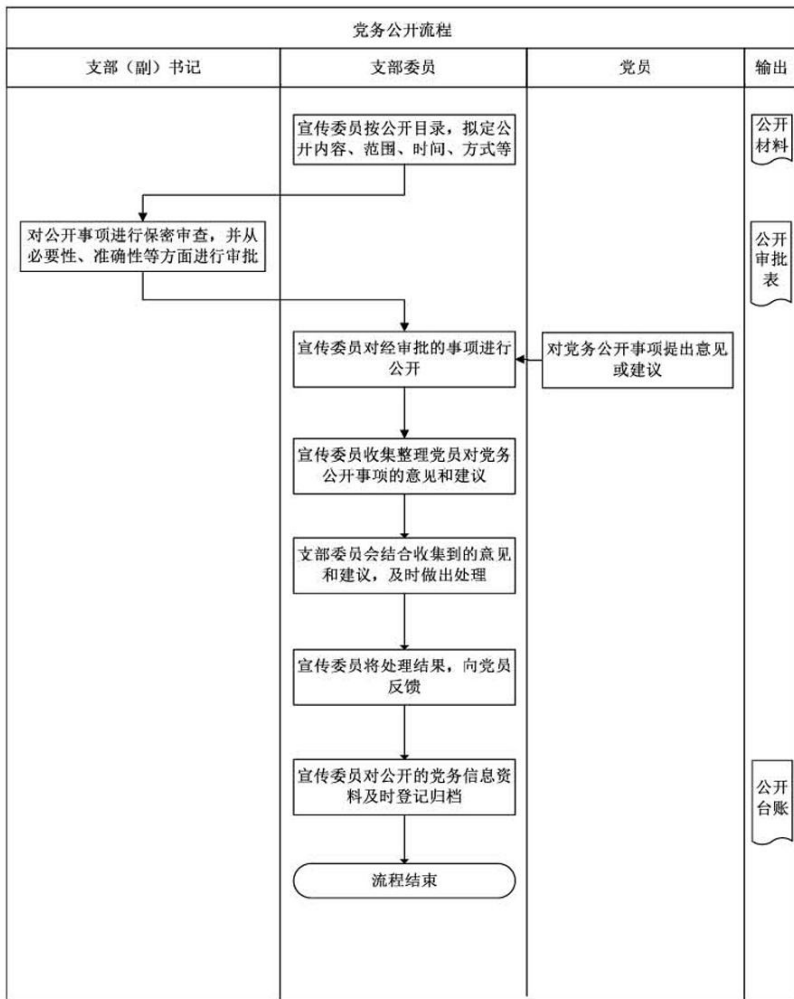 党务公开流程
支部（副）书记
支部委员
党员
输出
宣传委员按公开目录，拟定公
开内容、范围、时间、方式等
公开
材料
对公开事项进行保密审查，并从
必要性、准确性等方面进行审批
公开
审批
表
宣传委员对经审批的事项进行
公开
对党务公开事项提出意见
或建议
宣传委员收集整理党员对党务
公开事项的意见和建议
支部委员会结合收集到的意见
和建议，及时做出处理
宣传委员将处理结果，向党员
反馈
宣传委员对公开的党务信息资
料及时登记归档
公开
台账
流程结束